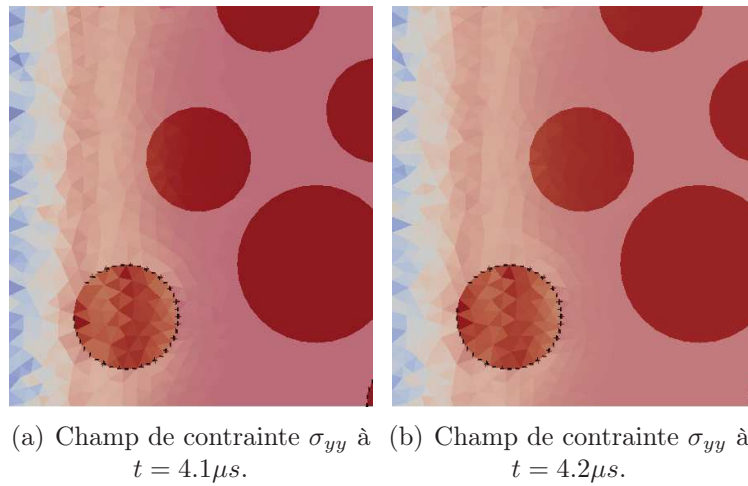 (a) Champ de contrainte σyy à
t = 4.1μs.
(b) Champ de contrainte σyy à
t = 4.2μs.